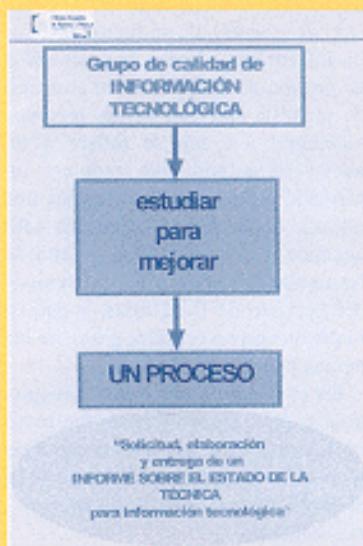 Grupo de calidad de
INFORMACIÓN
TECNOLÓGICA
estudiar
para
mejorar
UN PROCESO
"Solicitud, elaboración
y entrega de un
INFORME SOBRE EL ESTADO DE LA
TÉCNICA
para información tecnológica"